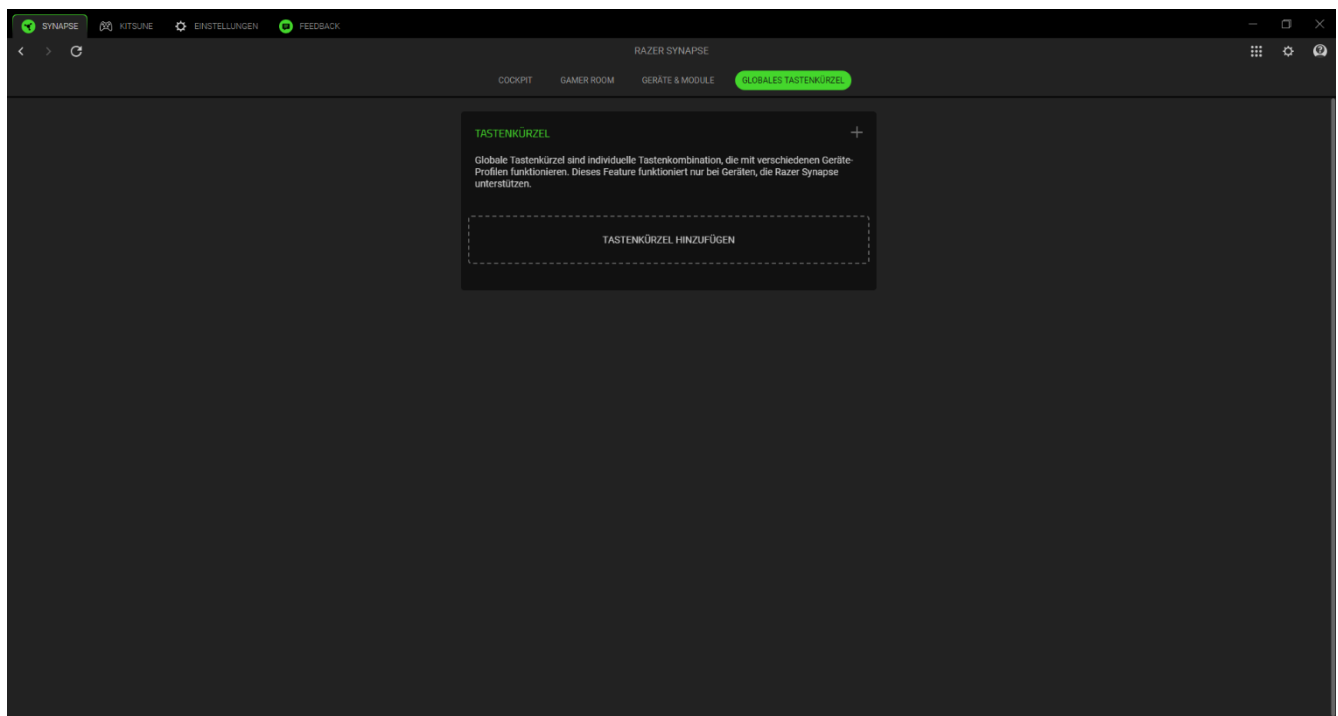 SYNAPSE KITSUNE EINSTELLUNGEN FEEDBACK
RAZER SYNAPSE
COCKPIT GAMER ROOM GERÄTE & MODULE GLOBALES TASTENKÜRZEL
TASTENKÜRZEL
Globale Tastenkürzel sind individuelle Tastenkombination, die mit verschiedenen Geräte-
Profilen funktionieren. Dieses Feature funktioniert nur bei Geräten, die Razer Synapse
unterstützen.
TASTENKÜRZEL HINZUFÜGEN